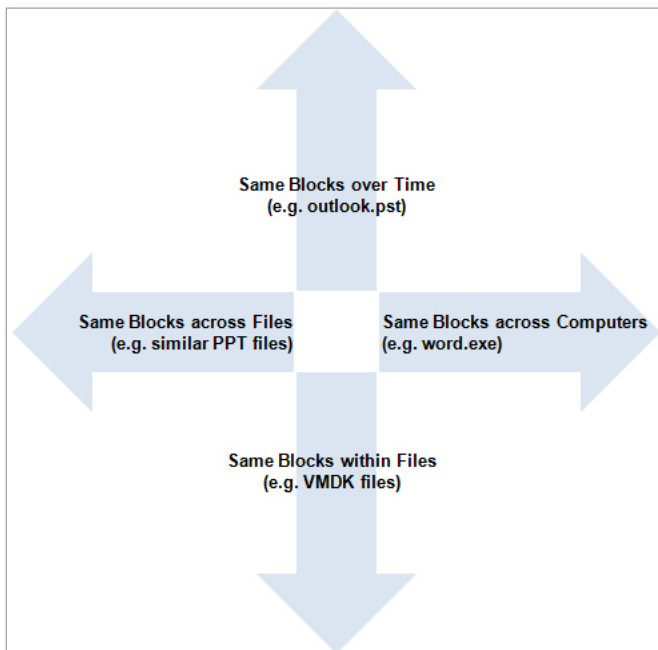 Same Blocks over Time
(e.g. outlook.pst)
Same Blocks across Files
(e.g. similar PPT files)
Same Blocks across Computers
(e.g. word.exe)
Same Blocks within Files
(e.g. VMDK files)